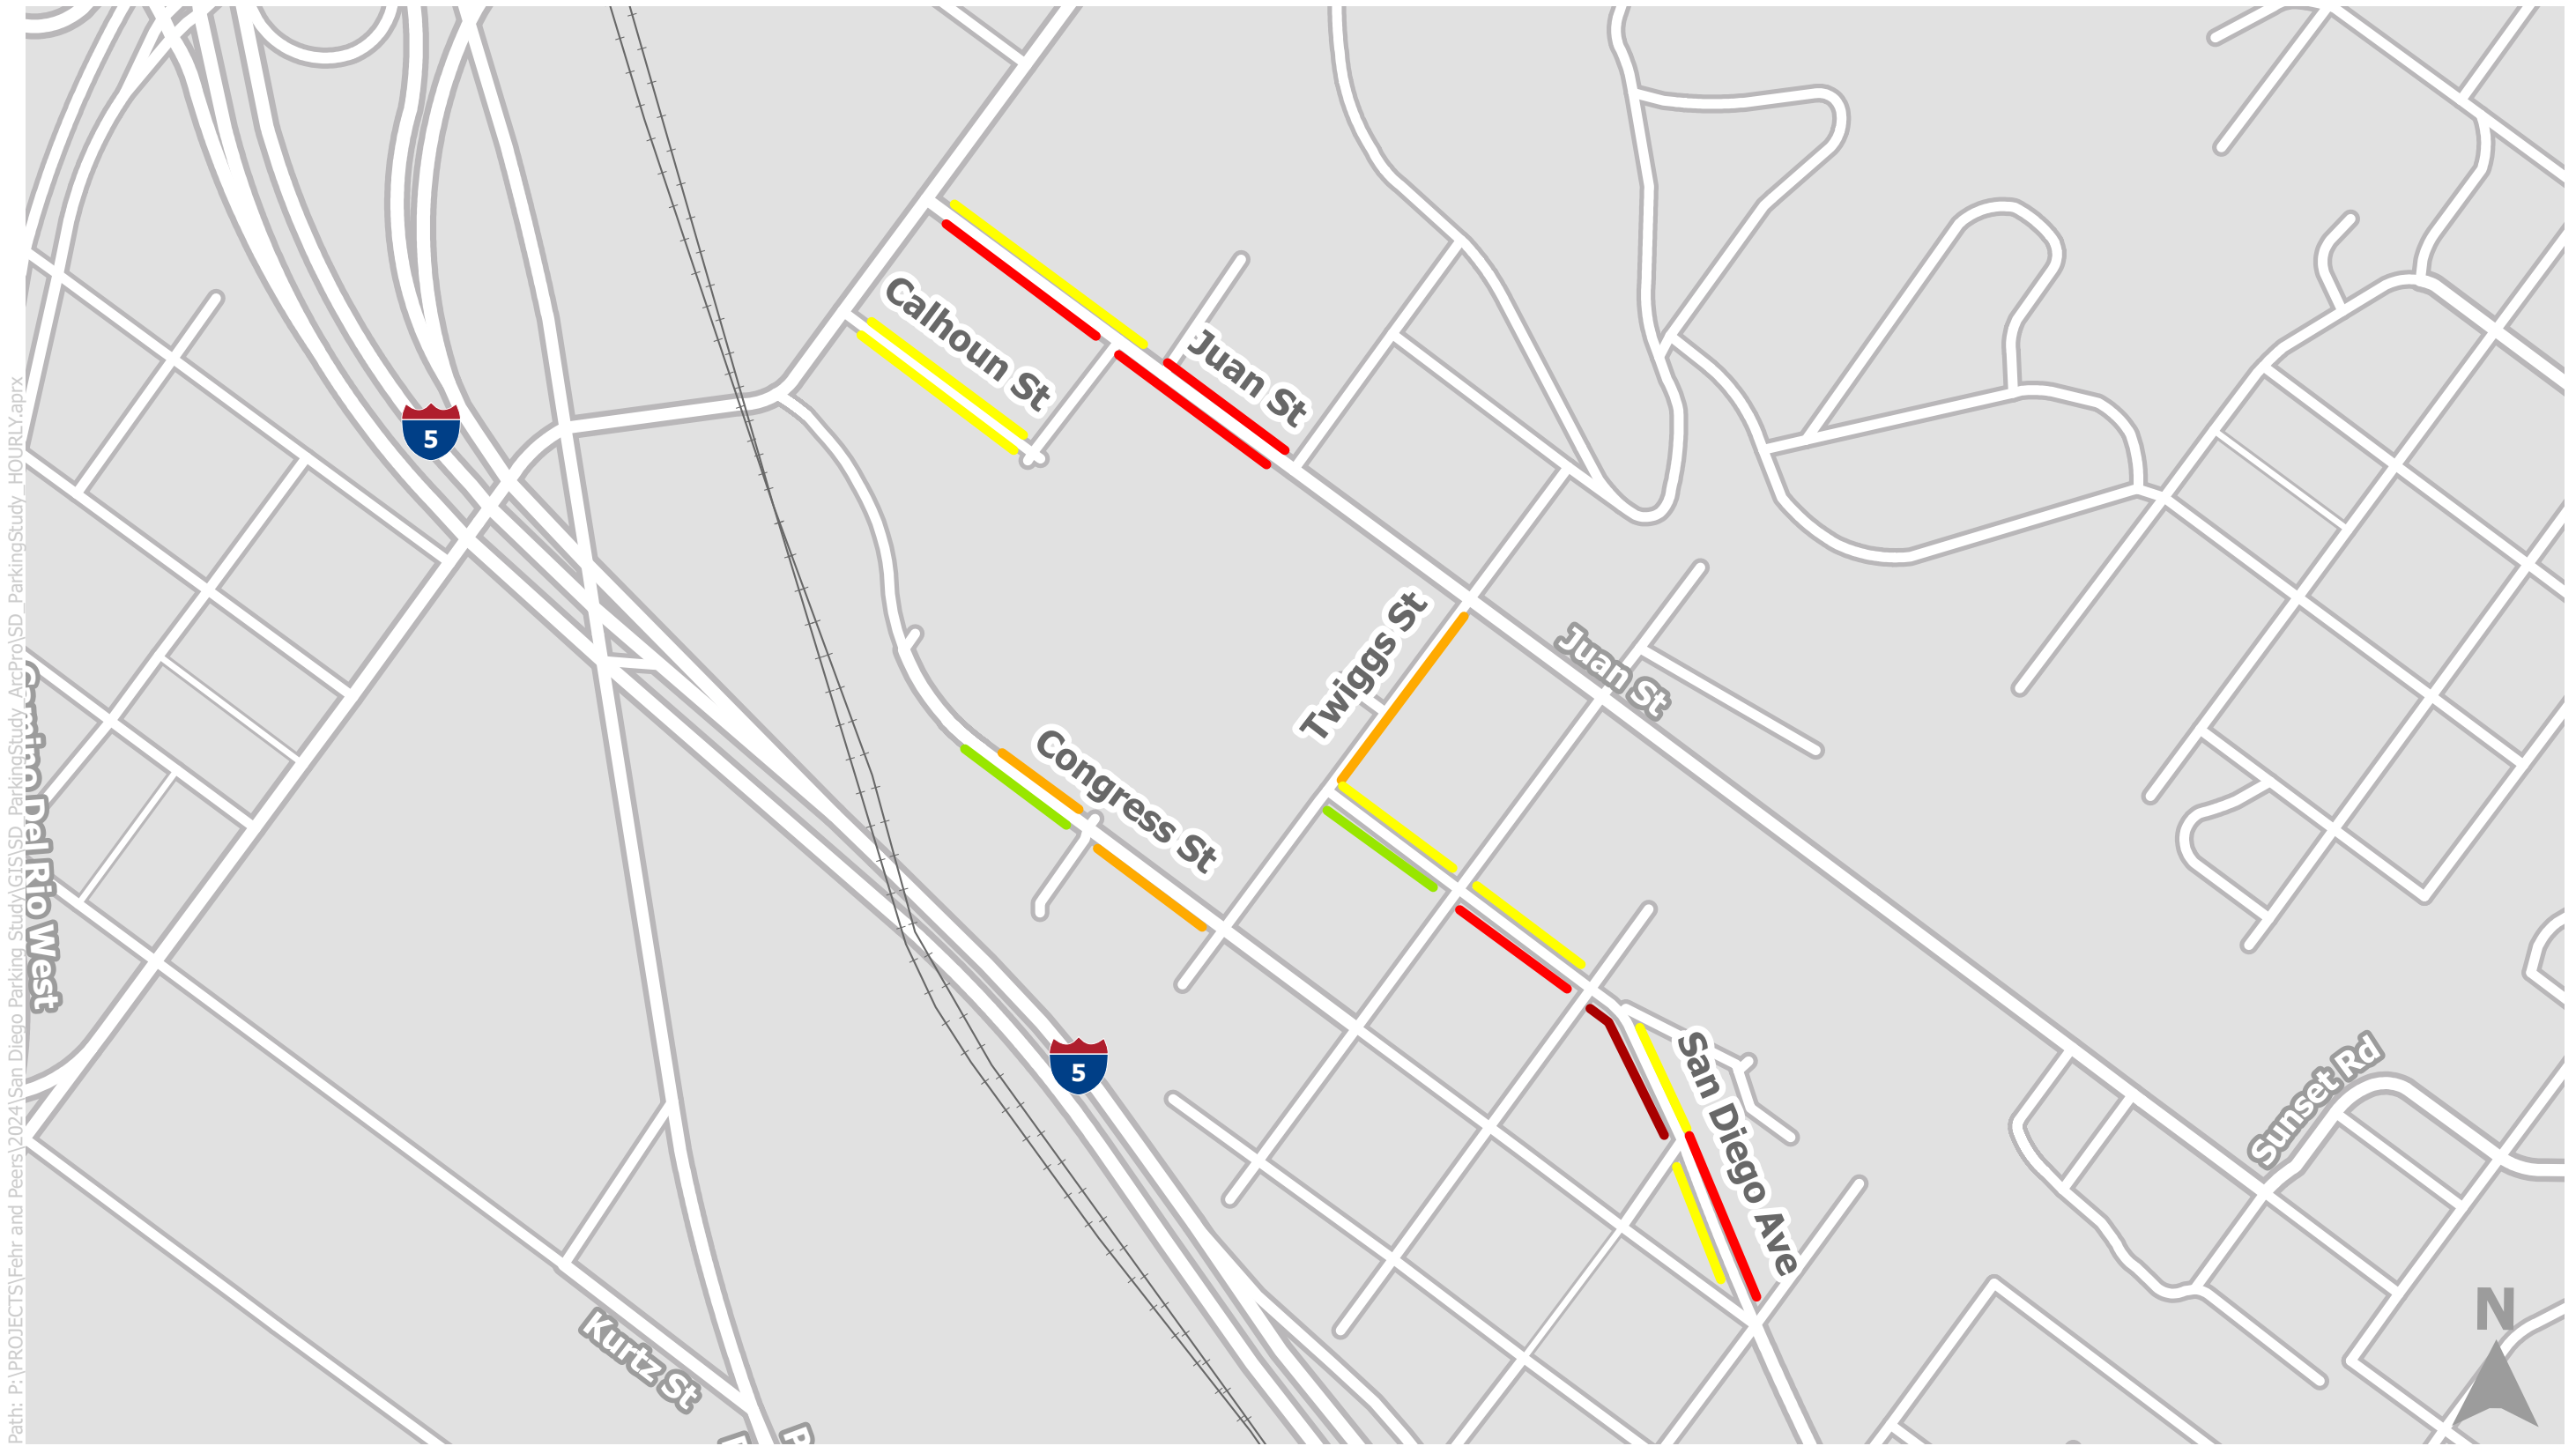 Calhoun St
Juan St
5
Twiggs St
Juan St
Congress St
Camino Del Rio West
5
San Diego Ave
Sunset Rd
Kurtz St
N
Path: P:\PROJECTS\Fehr and Peers\2024\San Diego Parking Study\GIS\SD_ParkingStudy_ArcPro\SD_ParkingStudy_HOURLY.aprx